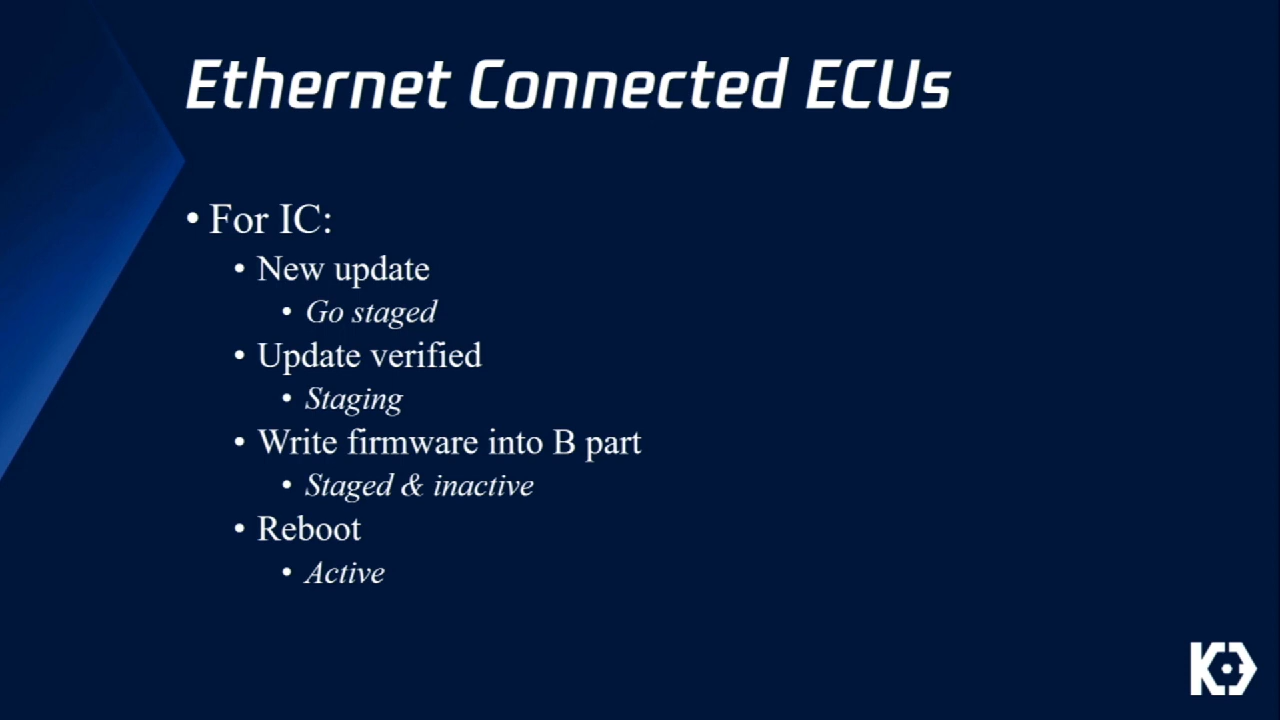 Ethernet Connected ECUs
• For IC:
• New update
• Go staged
• Update verified
• Staging
• Write firmware into B part
• Staged & inactive
• Reboot
• Active